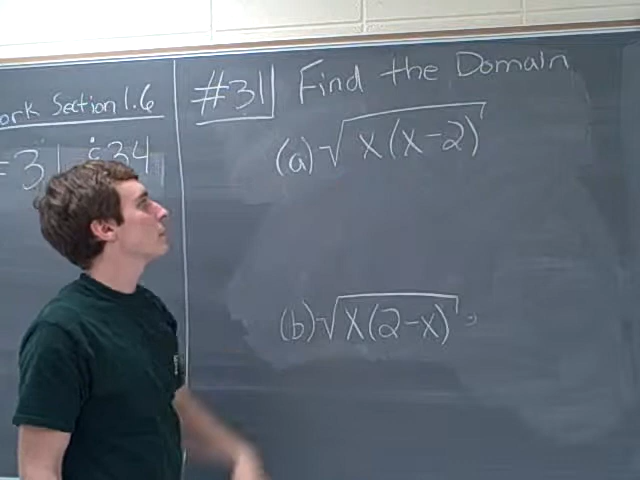 ork Section 1.6
=31 & 34
#31 Find the Domain
(a) √x(x-2)
(b) √x(2-x)